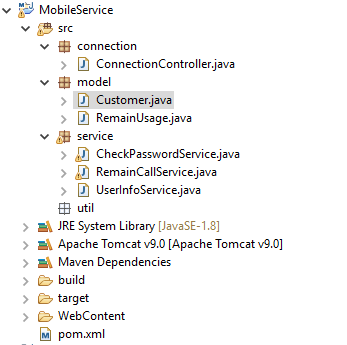 MobileService
src
connection
ConnectionController.java
model
Customer.java
RemainUsage.java
service
CheckPasswordService.java
RemainCallService.java
UserInfoService.java
util
JRE System Library [JavaSE-1.8]
Apache Tomcat v9.0 [Apache Tomcat v9.0]
Maven Dependencies
build
target
WebContent
pom.xml